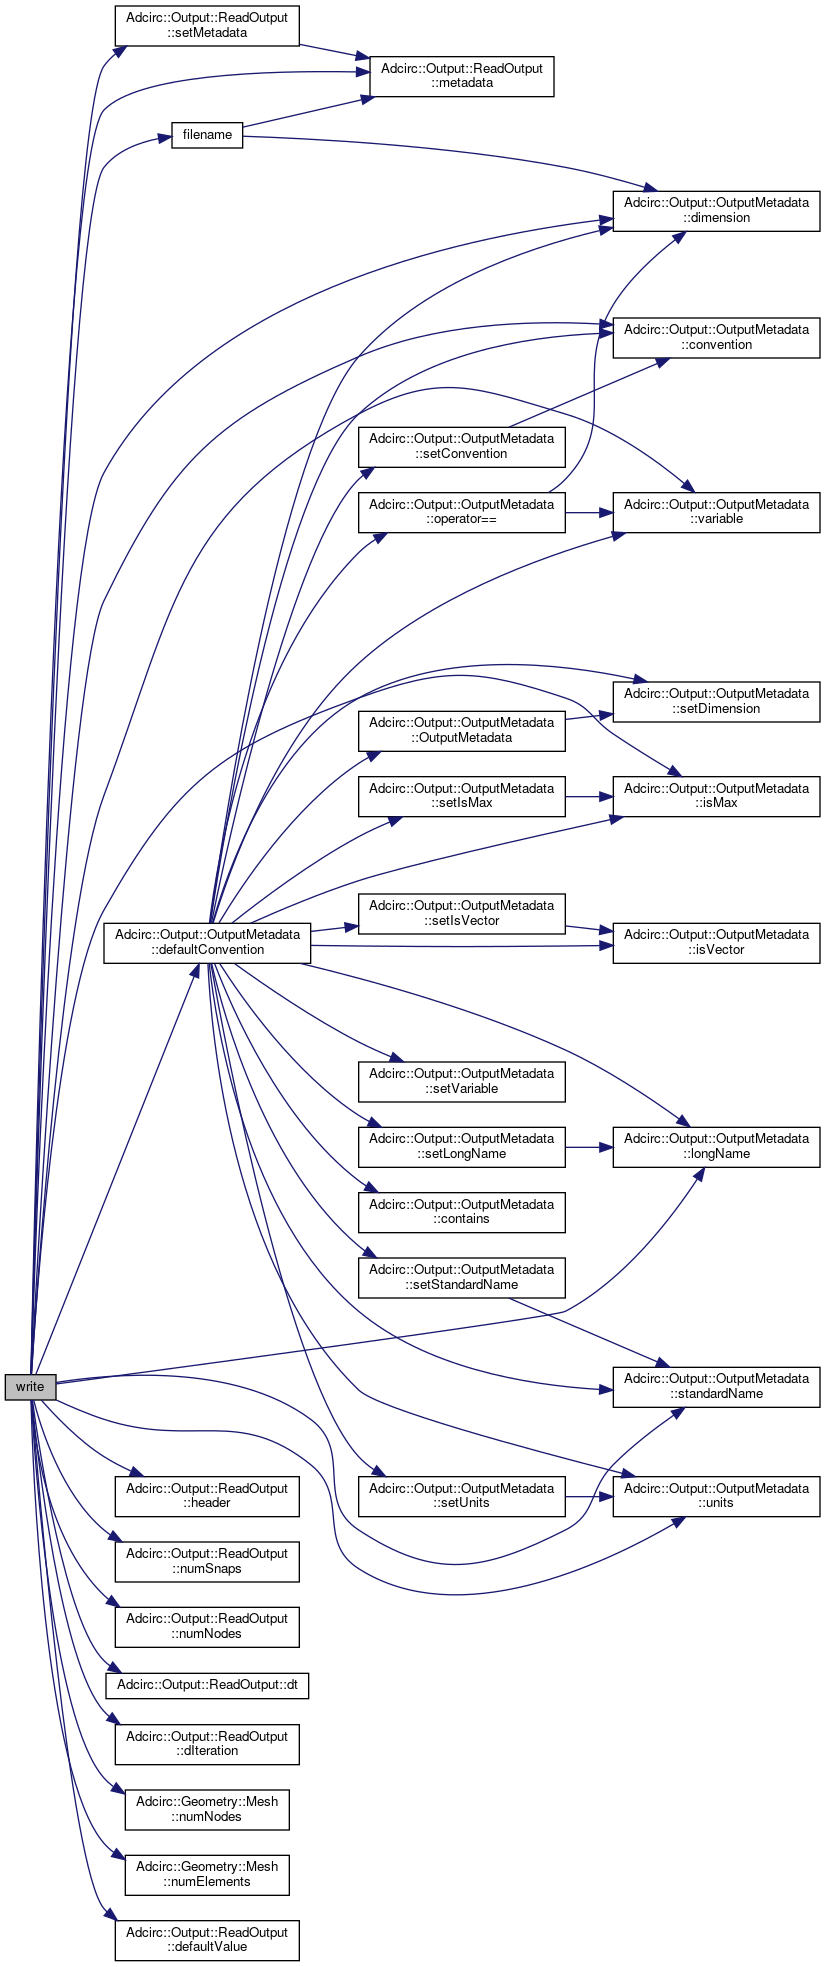 Adcirc::Output::ReadOutput
::setMetadata
Adcirc::Output::ReadOutput
::metadata
filename
Adcirc::Output::OutputMetadata
::dimension
Adcirc::Output::OutputMetadata
::convention
Adcirc::Output::OutputMetadata
::setConvention
Adcirc::Output::OutputMetadata
::operator==
Adcirc::Output::OutputMetadata
::variable
Adcirc::Output::OutputMetadata
::setDimension
Adcirc::Output::OutputMetadata
::OutputMetadata
Adcirc::Output::OutputMetadata
::setIsMax
Adcirc::Output::OutputMetadata
::isMax
Adcirc::Output::OutputMetadata
::setIsVector
Adcirc::Output::OutputMetadata
::defaultConvention
Adcirc::Output::OutputMetadata
::isVector
Adcirc::Output::OutputMetadata
::setVariable
Adcirc::Output::OutputMetadata
::setLongName
Adcirc::Output::OutputMetadata
::longName
Adcirc::Output::OutputMetadata
::contains
Adcirc::Output::OutputMetadata
::setStandardName
write
Adcirc::Output::OutputMetadata
::standardName
Adcirc::Output::ReadOutput
::header
Adcirc::Output::OutputMetadata
::setUnits
Adcirc::Output::OutputMetadata
::units
Adcirc::Output::ReadOutput
::numSnaps
Adcirc::Output::ReadOutput
::numNodes
Adcirc::Output::ReadOutput::dt
Adcirc::Output::ReadOutput
::dIteration
Adcirc::Geometry::Mesh
::numNodes
Adcirc::Geometry::Mesh
::numElements
Adcirc::Output::ReadOutput
::defaultValue